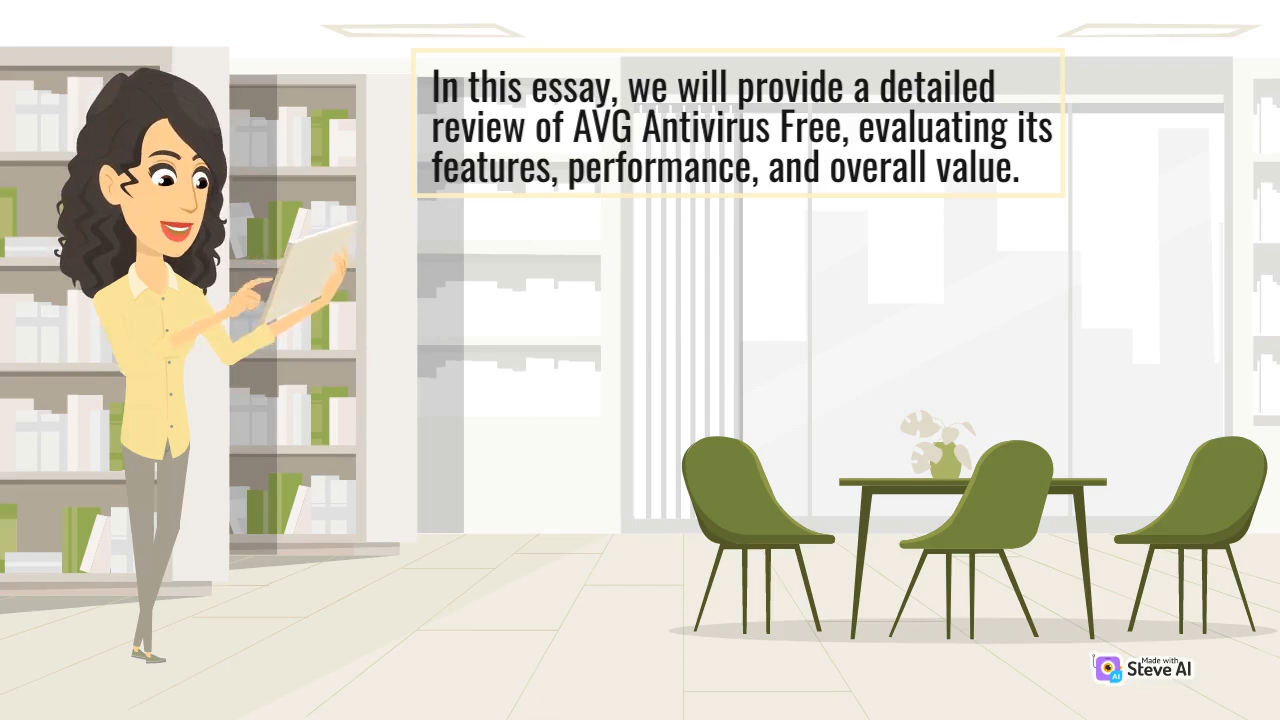 In this essay, we will provide a detailed
review of AVG Antivirus Free, evaluating its
features, performance, and overall value.
Made with
Steve AI
AI